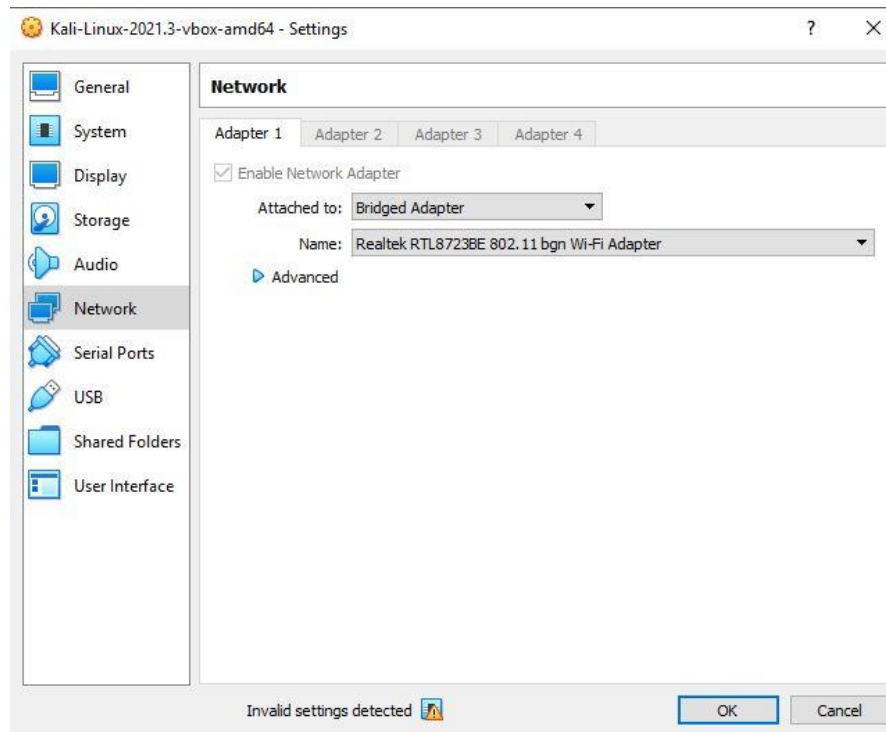 Kali-Linux-2021.3-vbox-amd64 - Settings
?
General
System
Display
Storage
Audio
Network
Serial Ports
USB
Shared Folders
User Interface
Network
Adapter 1 Adapter 2 Adapter 3 Adapter 4
Enable Network Adapter
Attached to: Bridged Adapter
Name: Realtek RTL8723BE 802.11 bgn Wi-Fi Adapter
Advanced
Invalid settings detected
OK
Cancel